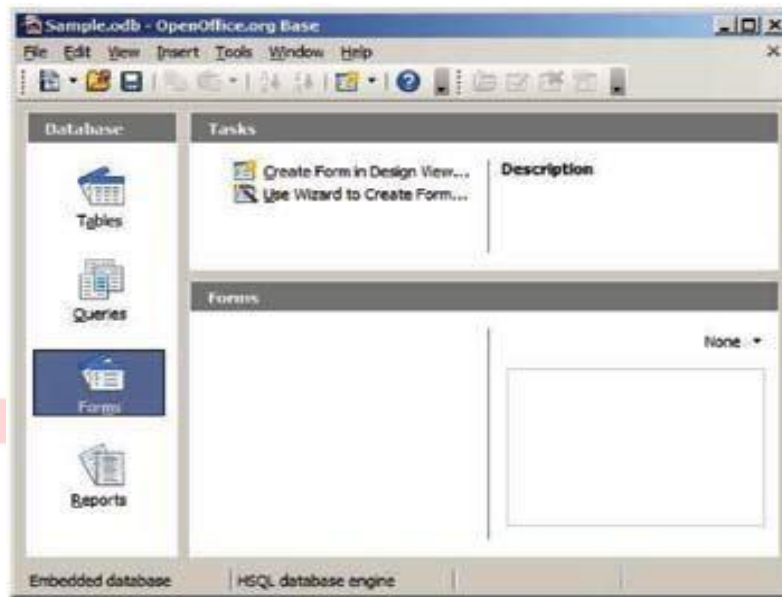 Sample.odb - OpenOffice.org Base
File Edit View Insert Tools Window Help
Database
Tables
Queries
Forms
Reports
Tasks
Create Form in Design View...
Use Wizard to Create Form...
Description
Forms
None
Embedded database
HSQL database engine